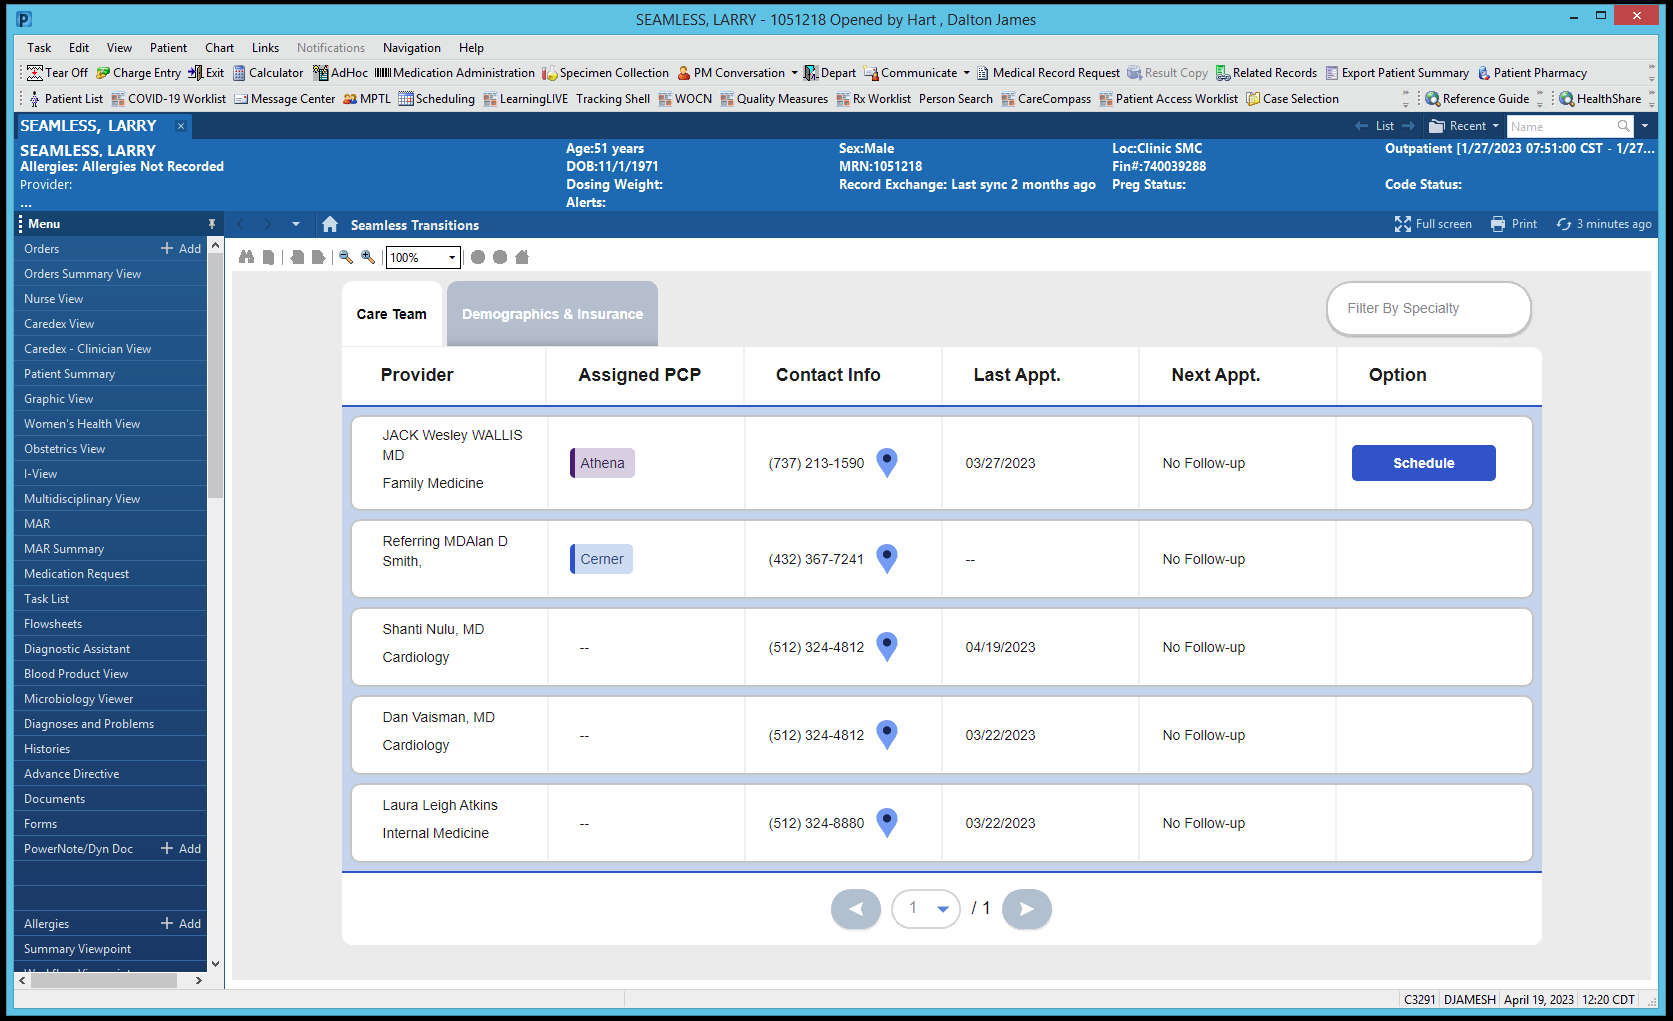 SEAMLESS, LARRY - 1051218 Opened by Hart , Dalton James
Task Edit View Patient Chart Links Notifications Navigation Help
Tear Off Charge Entry Exit Calculator AdHoc Medication Administration Specimen Collection PM Conversation Depart Communicate Medical Record Request Result Copy Related Records Export Patient Summary Patient Pharmacy
Patient List COVID-19 Worklist Message Center MPTL Scheduling LearningLIVE Tracking Shell WOCN Quality Measures Rx Worklist Person Search CareCompass Patient Access Worklist Case Selection Reference Guide HealthShare
SEAMLESS, LARRY List Recent Name
SEAMLESS, LARRY Age:51 years Sex:Male Loc:Clinic SMC Outpatient [1/27/2023 07:51:00 CST - 1/27...
Allergies: Allergies Not Recorded DOB:11/1/1971 MRN:1051218 Fin#:740039288
Provider: Dosing Weight: Record Exchange: Last sync 2 months ago Preg Status: Code Status:
... Alerts:
Menu Seamless Transitions Full screen Print 3 minutes ago
Orders Add
Orders Summary View
Nurse View
Caredex View
Caredex - Clinician View
Patient Summary
Graphic View
Women's Health View
Obstetrics View
I-View
Multidisciplinary View
MAR
MAR Summary
Medication Request
Task List
Flowsheets
Diagnostic Assistant
Blood Product View
Microbiology Viewer
Diagnoses and Problems
Histories
Advance Directive
Documents
Forms
PowerNote/Dyn Doc Add
Allergies Add
Summary Viewpoint
100%
Care Team Demographics & Insurance Filter By Specialty
Provider Assigned PCP Contact Info Last Appt. Next Appt. Option
JACK Wesley WALLIS
MD
Family Medicine
Athena (737) 213-1590 03/27/2023 No Follow-up Schedule
Referring MDAlan D
Smith,
Cerner (432) 367-7241 -- No Follow-up
Shanti Nulu, MD
Cardiology
-- (512) 324-4812 04/19/2023 No Follow-up
Dan Vaisman, MD
Cardiology
-- (512) 324-4812 03/22/2023 No Follow-up
Laura Leigh Atkins
Internal Medicine
-- (512) 324-8880 03/22/2023 No Follow-up
1 / 1
C3291 DJAMESH April 19, 2023 12:20 CDT